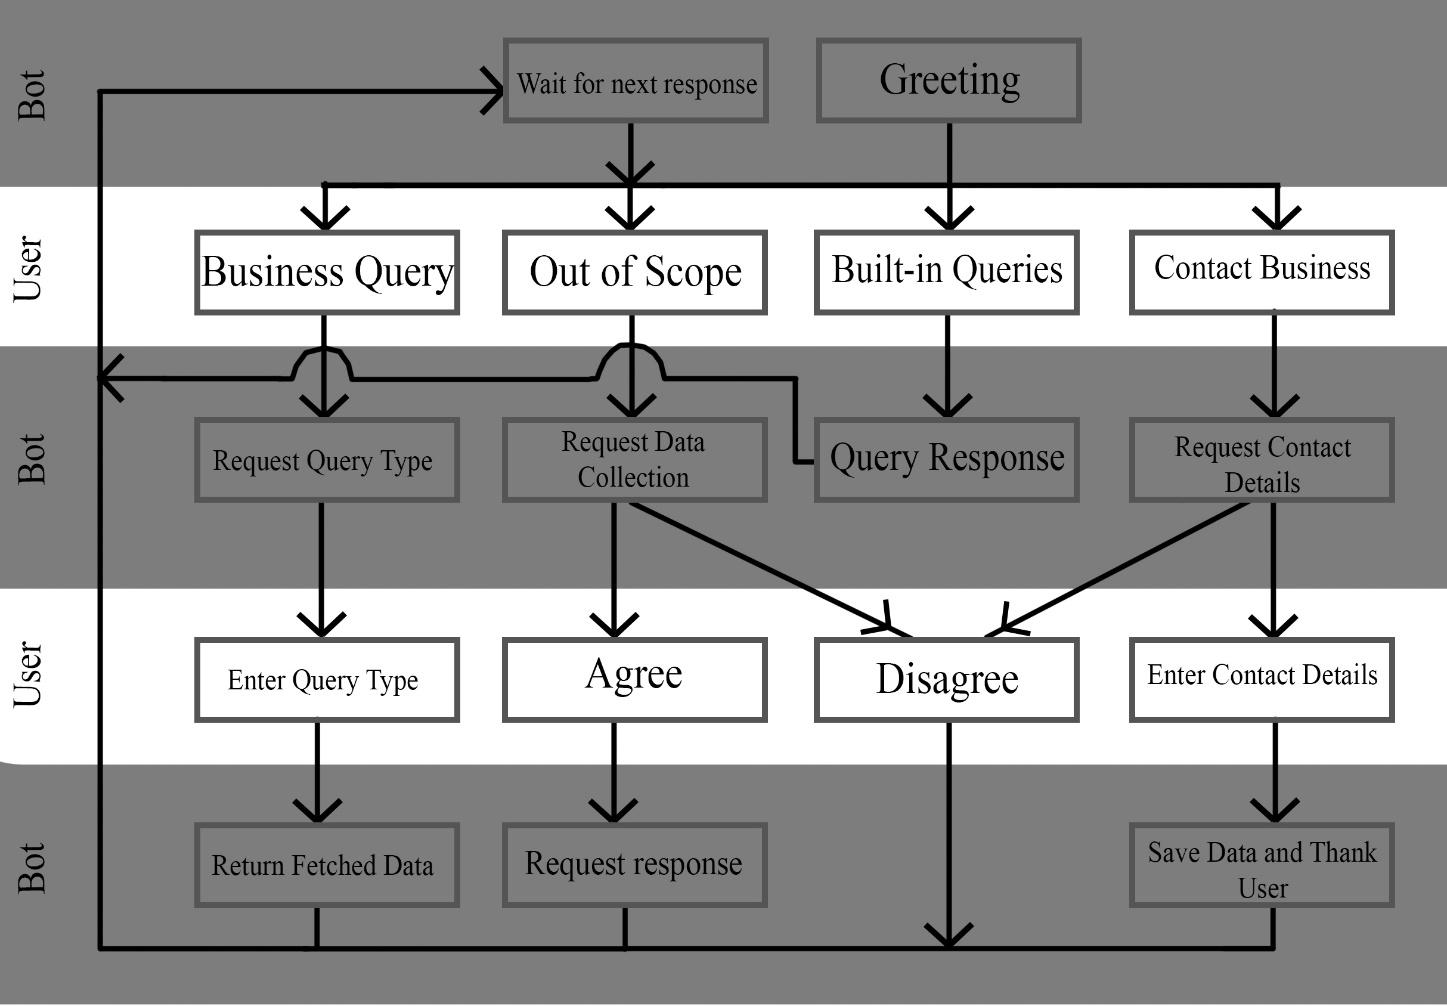 Bot
Wait for next response
Greeting
User
Business Query
Out of Scope
Built-in Queries
Contact Business
Bot
Request Query Type
Request Data
Collection
Query Response
Request Contact
Details
User
Enter Query Type
Agree
Disagree
Enter Contact Details
Bot
Return Fetched Data
Request response
Save Data and Thank
User